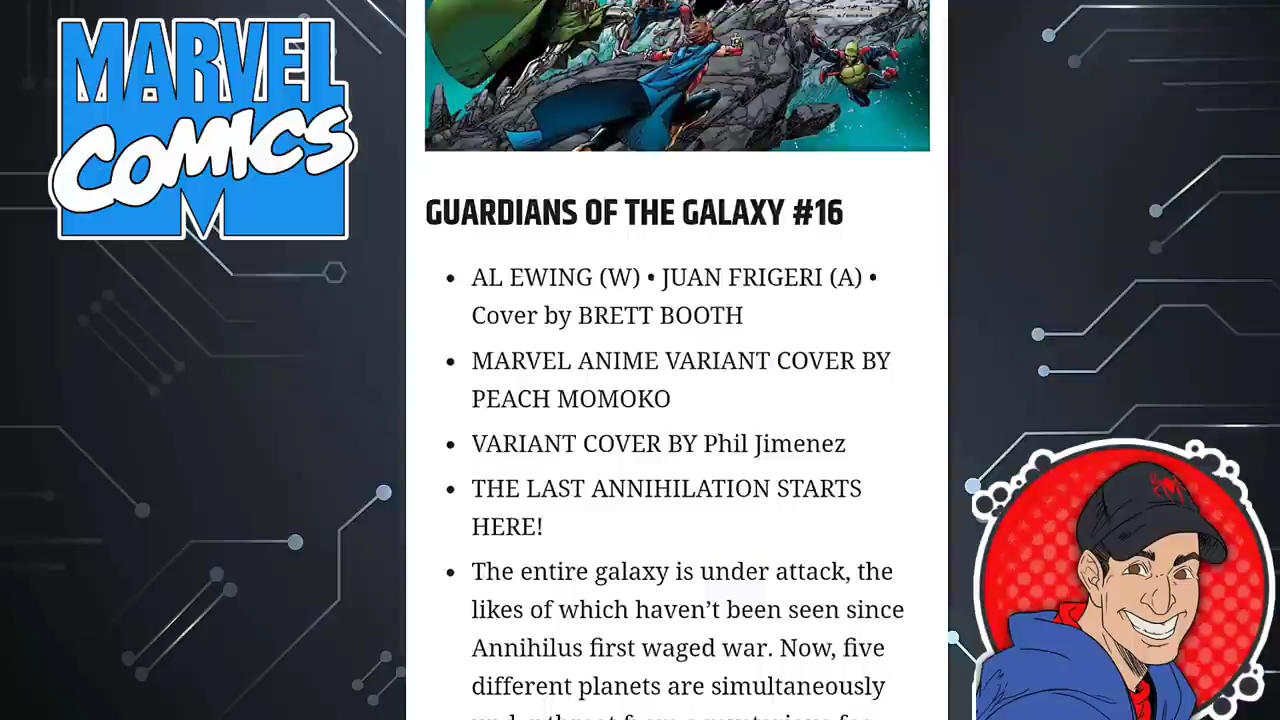 MARVEL
COMICS
M
GUARDIANS OF THE GALAXY #16
• AL EWING (W) • JUAN FRIGERI (A) •
Cover by BRETT BOOTH
• MARVEL ANIME VARIANT COVER BY
PEACH MOMOKO
• VARIANT COVER BY Phil Jimenez
• THE LAST ANNIHILATION STARTS
HERE!
• The entire galaxy is under attack, the
likes of which haven’t been seen since
Annihilus first waged war. Now, five
different planets are simultaneously